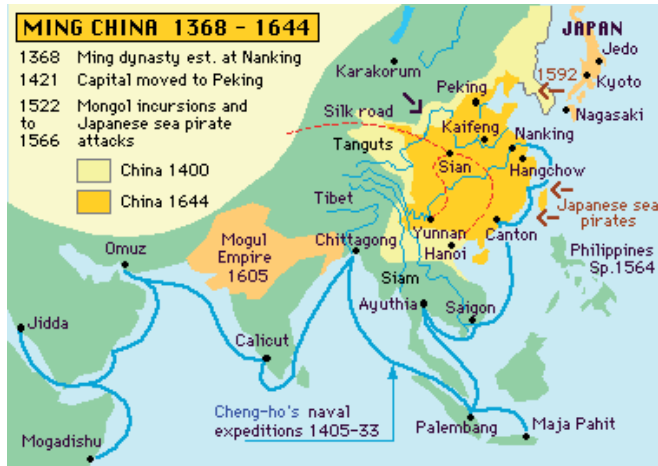 MING CHINA 1368 - 1644
1368 Ming dynasty est. at Nanking
1421 Capital moved to Peking
1522 Mongol incursions and
to Japanese sea pirate
1566 attacks
China 1400
China 1644
JAPAN
Jedo
Kyoto
Nagasaki
1592
Karakorum
Peking
Silk road
Kaifeng
Nanking
Tanguts
Sian
Hangchow
Japanese sea
pirates
Tibet
Yunnan
Canton
Omuz
Mogul
Empire
1605
Chittagong
Hanoi
Philippines
Sp.1564
Siam
Ayuthia
Saigon
Jidda
Calicut
Cheng-ho's naval
expeditions 1405-33
Palembang
Maja Pahit
Mogadishu